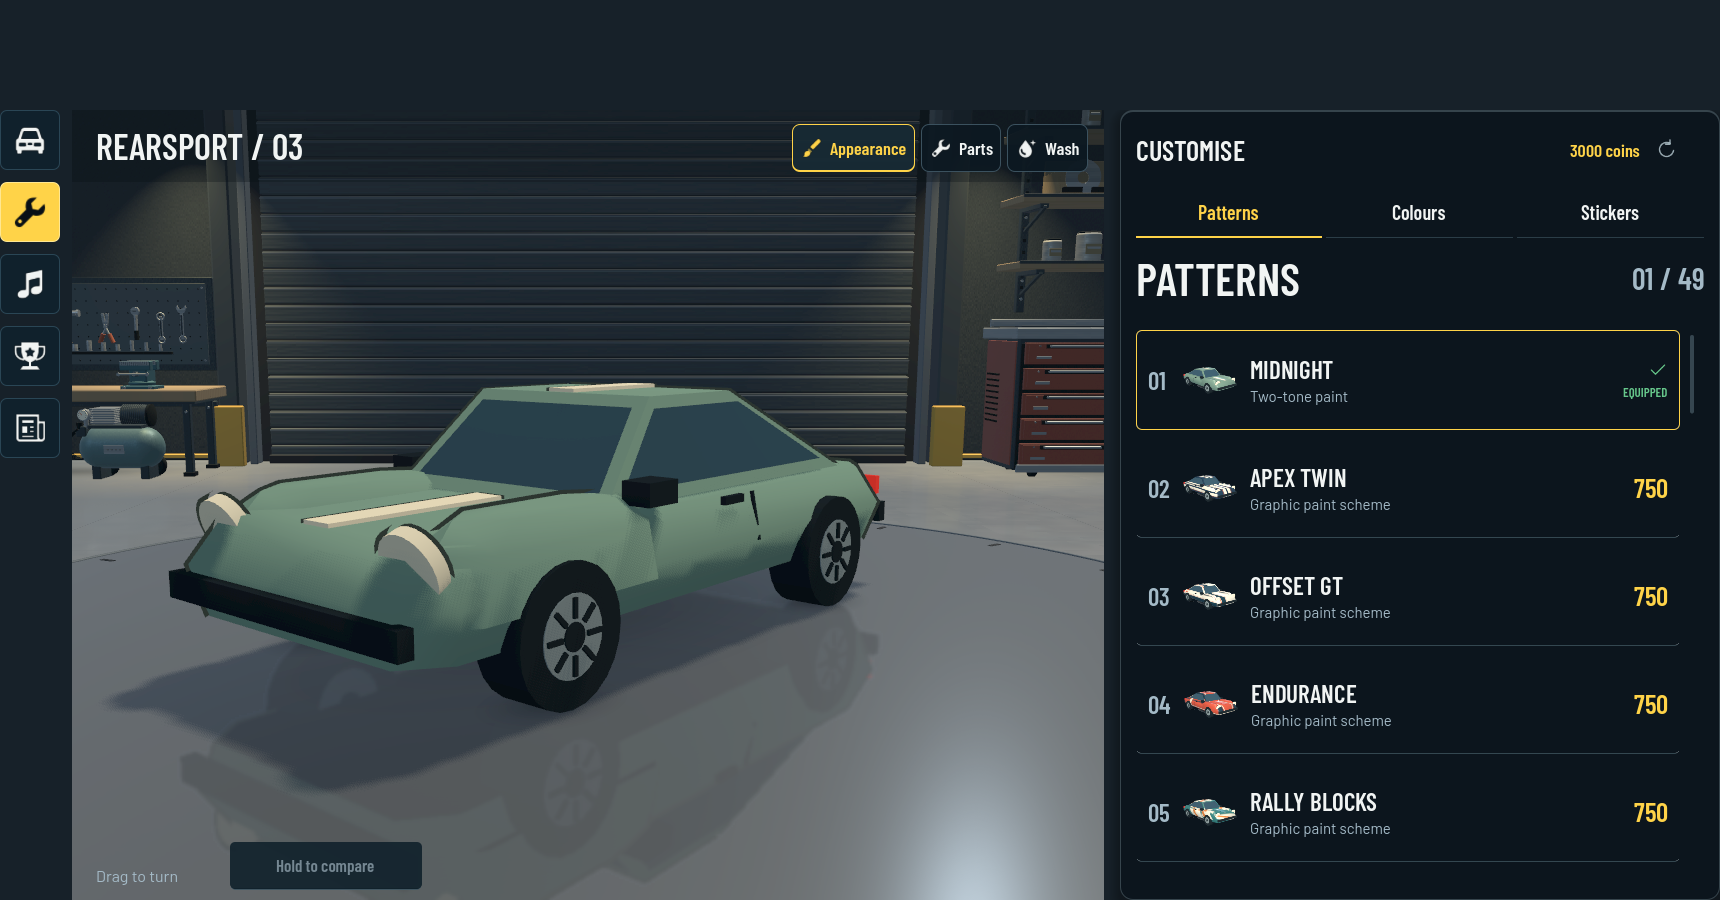 REARSPORT / 03
Appearance
Parts
Wash
Drag to turn
Hold to compare
CUSTOMISE
3000 coins
Patterns
Colours
Stickers
PATTERNS
01 / 49
01
MIDNIGHT
Two-tone paint
EQUIPPED
02
APEX TWIN
Graphic paint scheme
750
03
OFFSET GT
Graphic paint scheme
750
04
ENDURANCE
Graphic paint scheme
750
05
RALLY BLOCKS
Graphic paint scheme
750